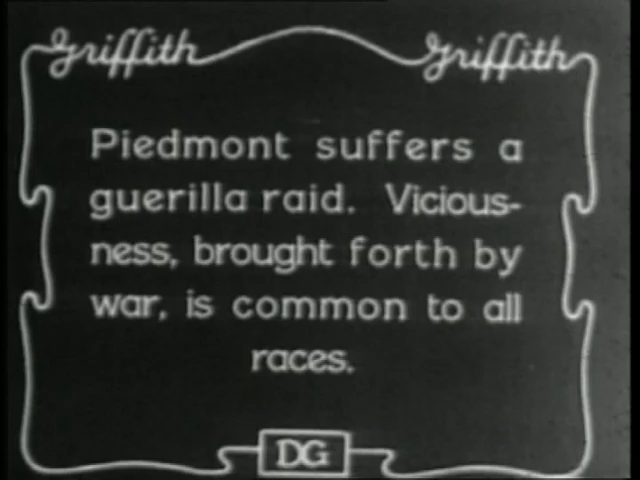 Griffith Griffith
Piedmont suffers a
guerilla raid. Vicious-
ness, brought forth by
war, is common to all
races.
DG